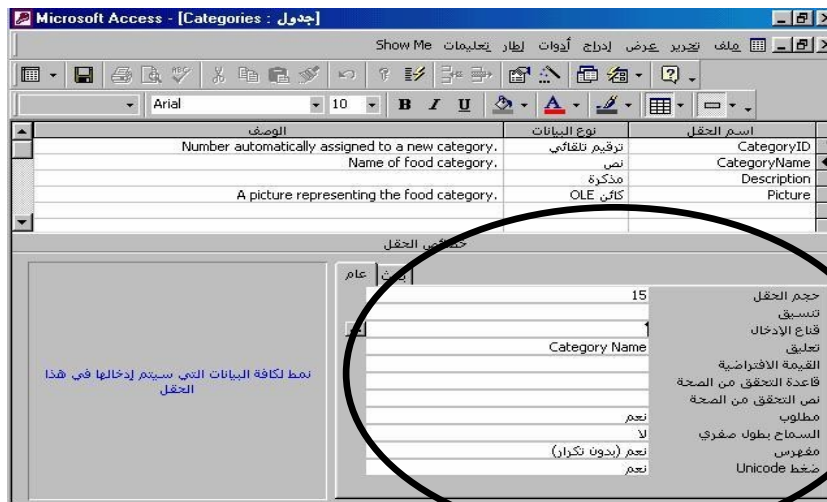 Microsoft Access - [Categories : جدول]
ملف تحرير عرض إدراج أدوات إطار تعليمات Show Me
Arial 10 B I U A
اسم الحقل نوع البيانات الوصف
CategoryID ترقيم تلقائي Number automatically assigned to a new category.
CategoryName نص Name of food category.
Description مذكرة
Picture كائن OLE A picture representing the food category.
خصائص الحقل
عام بحث
حجم الحقل 15
تنسيق
قناع الإدخال
تعليق Category Name
القيمة الافتراضية
قاعدة التحقق من الصحة
نص التحقق من الصحة
مطلوب نعم
السماح بطول صفري لا
مفهرس نعم (بدون تكرار)
ضغط Unicode نعم
نمط لكافة البيانات التي سيتم إدخالها في هذا
الحقل